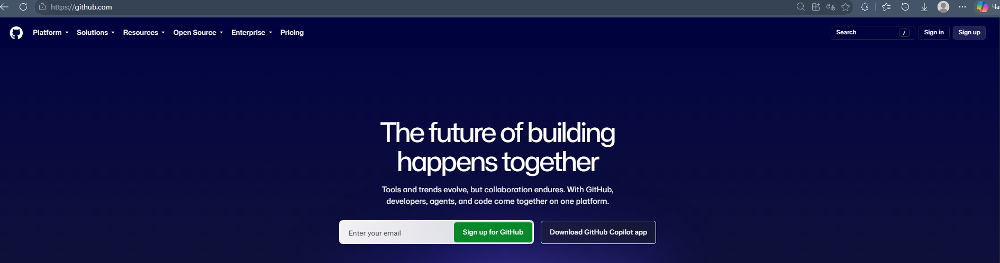 https://github.com
Ча
Platform Solutions Resources Open Source Enterprise Pricing Search / Sign in Sign up
The future of building
happens together
Tools and trends evolve, but collaboration endures. With GitHub,
developers, agents, and code come together on one platform.
Enter your email Sign up for GitHub Download GitHub Copilot app